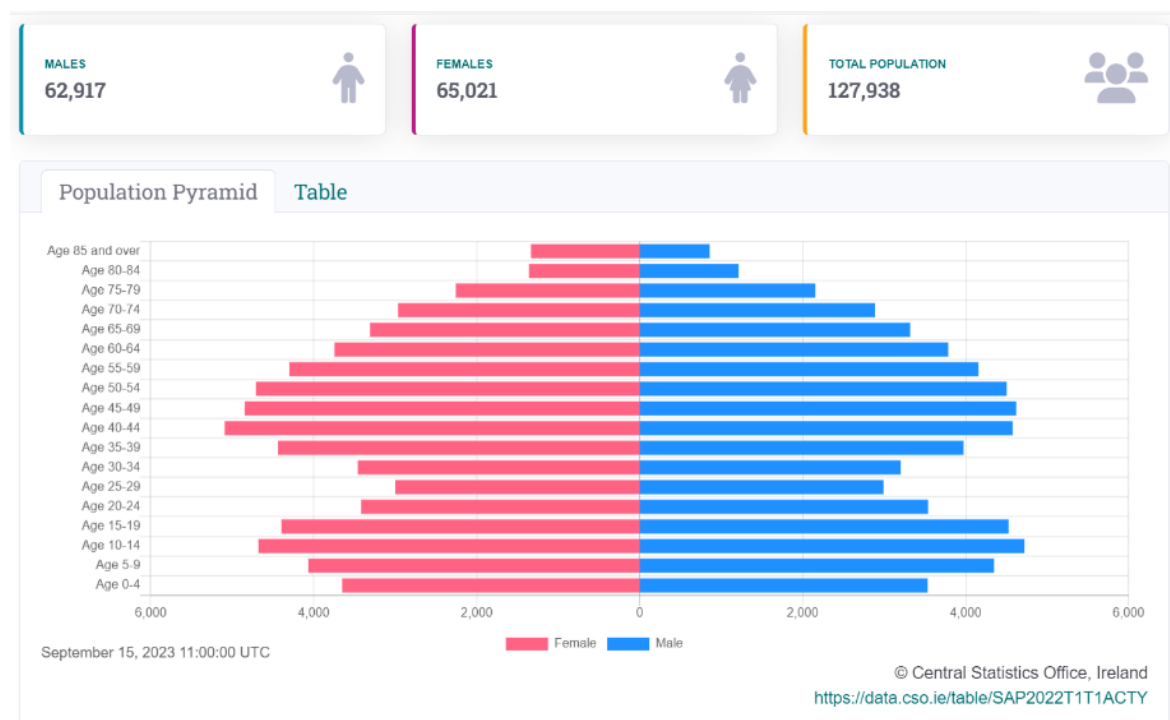 MALES
62,917
FEMALES
65,021
TOTAL POPULATION
127,938
Population Pyramid Table
Age 85 and over
Age 80-84
Age 75-79
Age 70-74
Age 65-69
Age 60-64
Age 55-59
Age 50-54
Age 45-49
Age 40-44
Age 35-39
Age 30-34
Age 25-29
Age 20-24
Age 15-19
Age 10-14
Age 5-9
Age 0-4
6,000 4,000 2,000 0 2,000 4,000 6,000
Female Male
September 15, 2023 11:00:00 UTC
© Central Statistics Office, Ireland
https://data.cso.ie/table/SAP2022T1T1ACTY